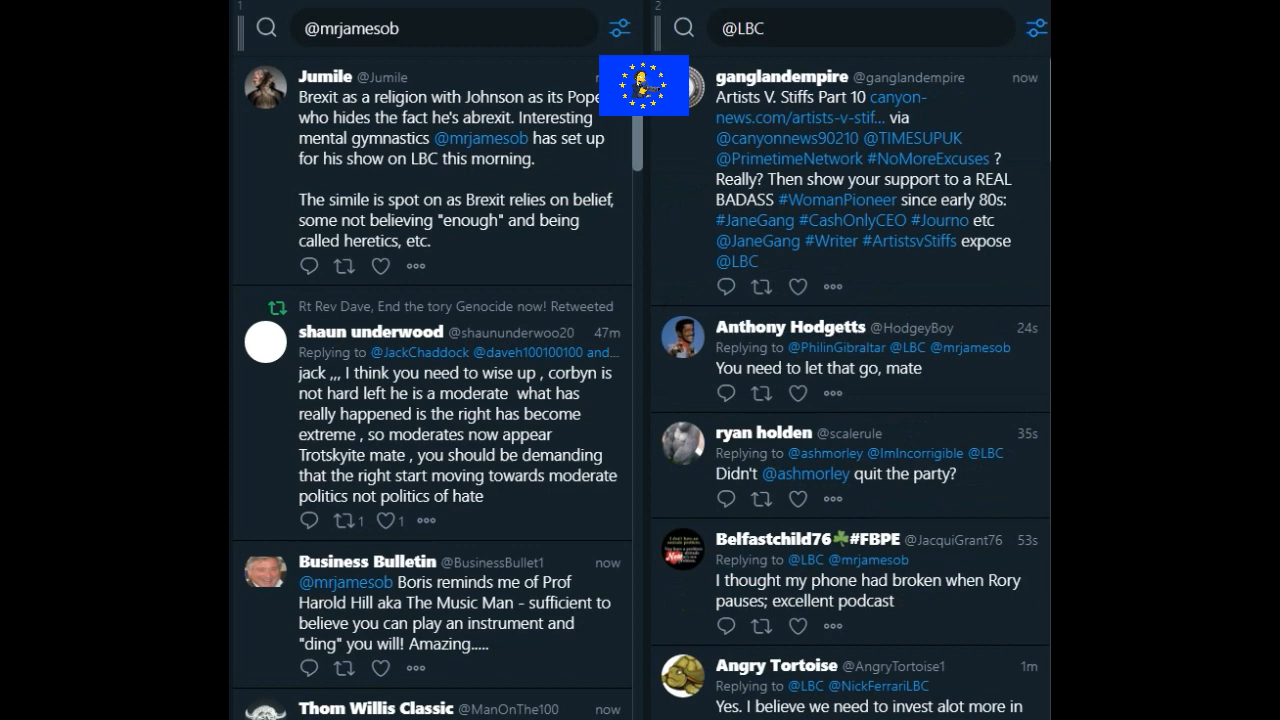 1
@mrjamesob
Jumile @Jumile
Brexit as a religion with Johnson as its Pope
who hides the fact he's abrexit. Interesting
mental gymnastics @mrjamesob has set up
for his show on LBC this morning.
The simile is spot on as Brexit relies on belief,
some not believing "enough" and being
called heretics, etc.
Rt Rev Dave, End the tory Genocide now! Retweeted
shaun underwood @shaununderwoo20 47m
Replying to @JackChaddock @daveh100100100 and...
jack ,,, I think you need to wise up , corbyn is
not hard left he is a moderate what has
really happened is the right has become
extreme , so moderates now appear
Trotskyite mate , you should be demanding
that the right start moving towards moderate
politics not politics of hate
1 1
Business Bulletin @BusinessBullet1 now
@mrjamesob Boris reminds me of Prof
Harold Hill aka The Music Man - sufficient to
believe you can play an instrument and
"ding" you will! Amazing.....
Thom Willis Classic @ManOnThe100 now
2
@LBC
ganglandempire @ganglandempire now
Artists V. Stiffs Part 10 canyon-
news.com/artists-v-stif... via
@canyonnews90210 @TIMESUPUK
@PrimetimeNetwork #NoMoreExcuses ?
Really? Then show your support to a REAL
BADASS #WomanPioneer since early 80s:
#JaneGang #CashOnlyCEO #Journo etc
@JaneGang #Writer #ArtistsvStiffs expose
@LBC
Anthony Hodgetts @HodgeyBoy 24s
Replying to @PhilinGibraltar @LBC @mrjamesob
You need to let that go, mate
ryan holden @scalerule 35s
Replying to @ashmorley @ImIncorrigible @LBC
Didn't @ashmorley quit the party?
Belfastchild76☘#FBPE @JacquiGrant76 53s
Replying to @LBC @mrjamesob
I thought my phone had broken when Rory
pauses; excellent podcast
Angry Tortoise @AngryTortoise1 1m
Replying to @LBC @NickFerrariLBC
Yes. I believe we need to invest alot more in